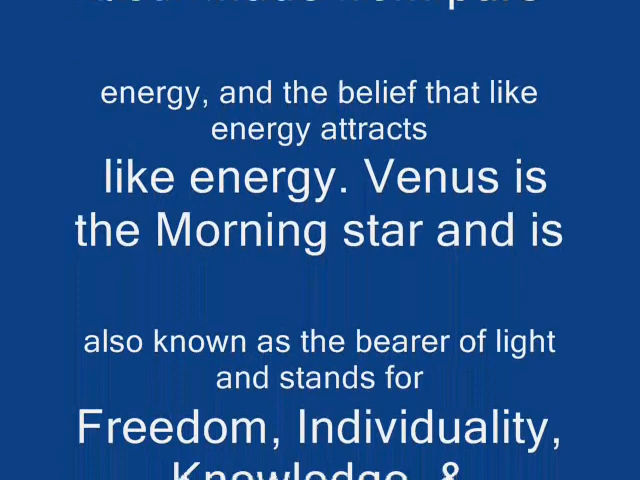 energy, and the belief that like
energy attracts
like energy. Venus is
the Morning star and is
also known as the bearer of light
and stands for
Freedom, Individuality,
Knowledge, &